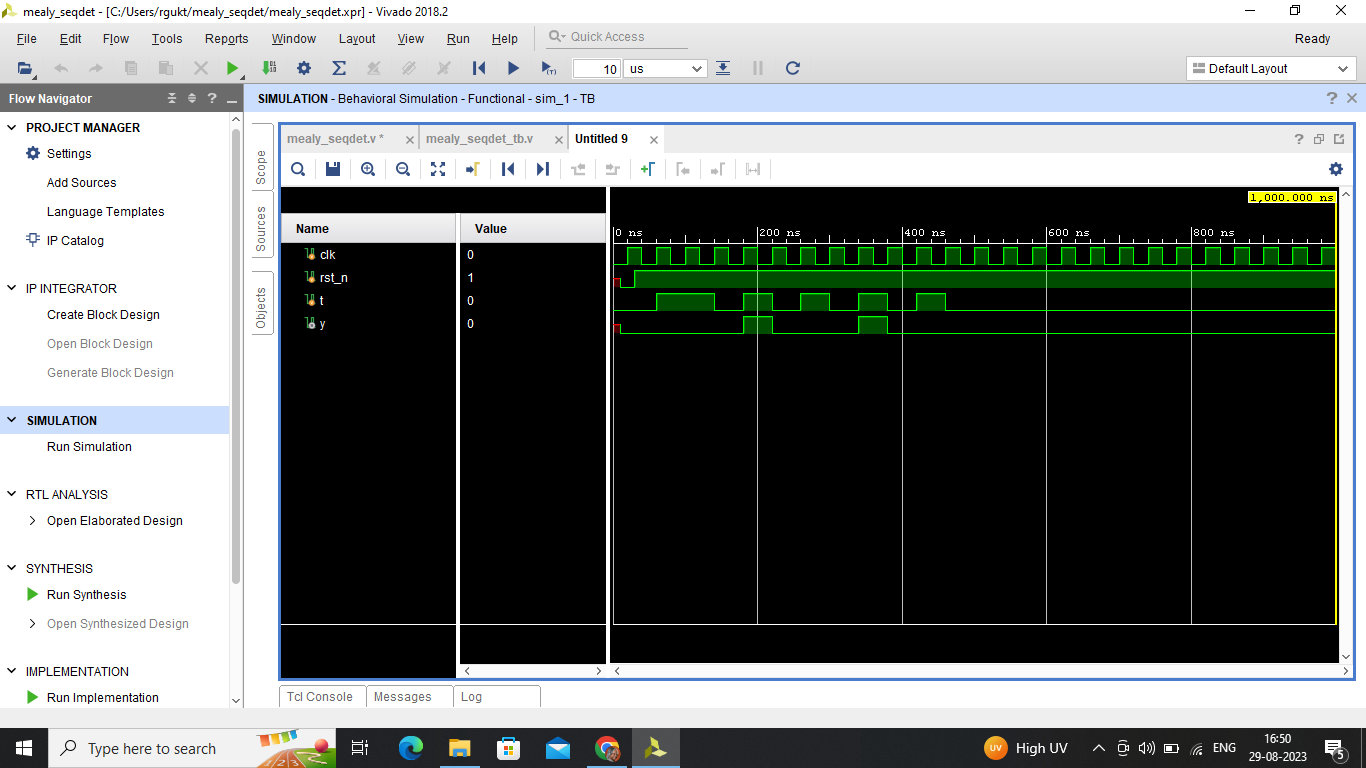 mealy_seqdet - [C:/Users/rgukt/mealy_seqdet/mealy_seqdet.xpr] - Vivado 2018.2
File Edit Flow Tools Reports Window Layout View Run Help Quick Access Ready
10 us Default Layout
Flow Navigator
SIMULATION - Behavioral Simulation - Functional - sim_1 - TB
PROJECT MANAGER
Settings
Add Sources
Language Templates
IP Catalog
IP INTEGRATOR
Create Block Design
Open Block Design
Generate Block Design
SIMULATION
Run Simulation
RTL ANALYSIS
Open Elaborated Design
SYNTHESIS
Run Synthesis
Open Synthesized Design
IMPLEMENTATION
Run Implementation
Scope
Sources
Objects
mealy_seqdet.v * mealy_seqdet_tb.v Untitled 9
1,000.000 ns
Name Value
0 ns 200 ns 400 ns 600 ns 800 ns
clk 0
rst_n 1
t 0
y 0
Tcl Console Messages Log
Type here to search
UV High UV ENG 16:50
29-08-2023
5